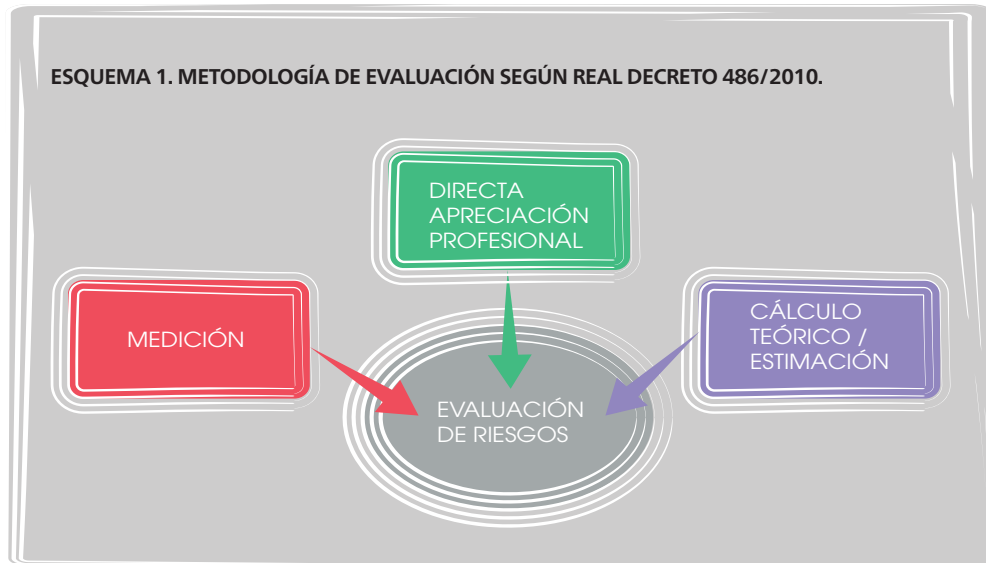 ESQUEMA 1. METODOLOGÍA DE EVALUACIÓN SEGÚN REAL DECRETO 486/2010.
DIRECTA
APRECIACIÓN
PROFESIONAL
MEDICIÓN
CÁLCULO
TEÓRICO /
ESTIMACIÓN
EVALUACIÓN
DE RIESGOS